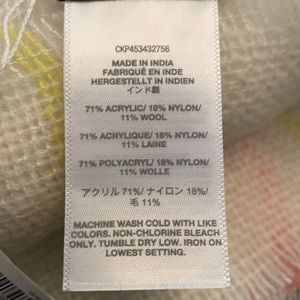 CKP453432756
MADE IN INDIA
FABRIQUÉ EN INDE
HERGESTELLT IN INDIEN
インド製
71% ACRYLIC/ 18% NYLON/
11% WOOL
71% ACRYLIQUE/ 18% NYLON/
11% LAINE
71% POLYACRYL/ 18% NYLON/
11% WOLLE
アクリル 71%/ ナイロン 18%/
毛 11%
MACHINE WASH COLD WITH LIKE
COLORS. NON-CHLORINE BLEACH
ONLY. TUMBLE DRY LOW. IRON ON
LOWEST SETTING.